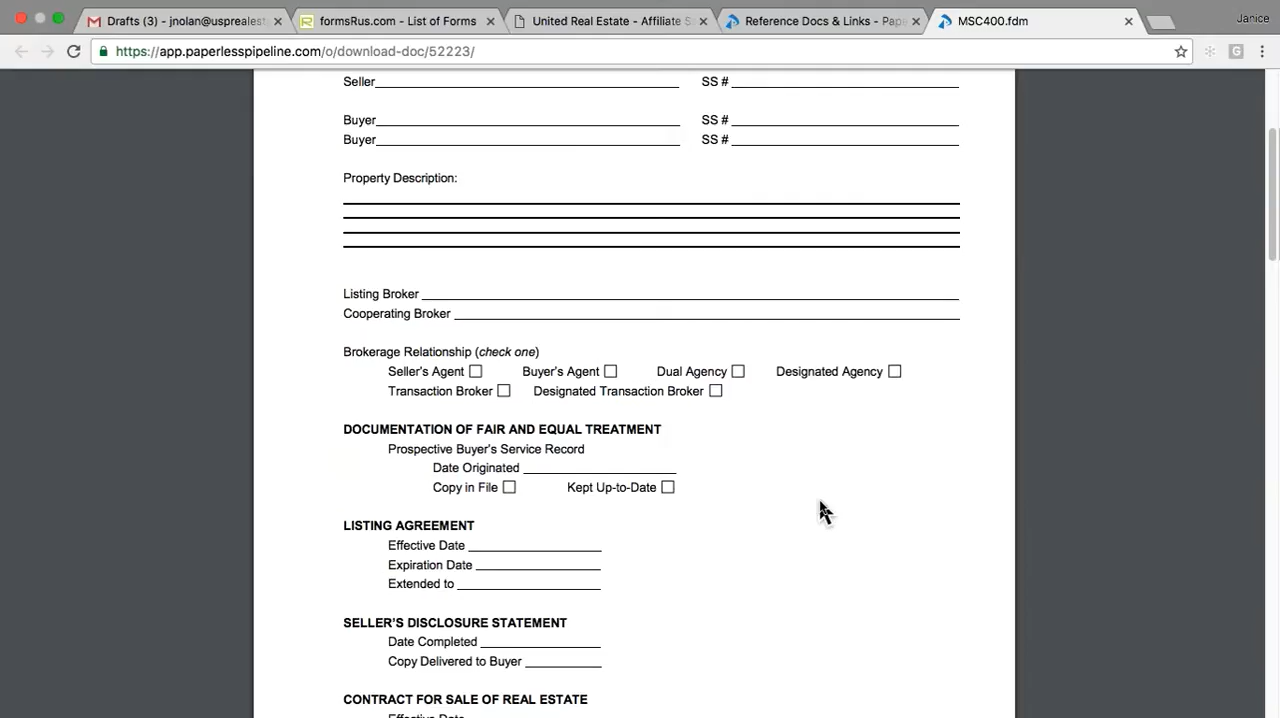 Drafts (3) - jnolan@usprealest
formsRus.com - List of Forms
United Real Estate - Affiliate S
Reference Docs & Links - Pape
MSC400.fdm
Janice
https://app.paperlesspipeline.com/o/download-doc/52223/
Seller SS #
Buyer SS #
Buyer SS #
Property Description:
Listing Broker
Cooperating Broker
Brokerage Relationship (check one)
Seller's Agent Buyer's Agent Dual Agency Designated Agency
Transaction Broker Designated Transaction Broker
DOCUMENTATION OF FAIR AND EQUAL TREATMENT
Prospective Buyer's Service Record
Date Originated
Copy in File Kept Up-to-Date
LISTING AGREEMENT
Effective Date
Expiration Date
Extended to
SELLER'S DISCLOSURE STATEMENT
Date Completed
Copy Delivered to Buyer
CONTRACT FOR SALE OF REAL ESTATE
Effective Date